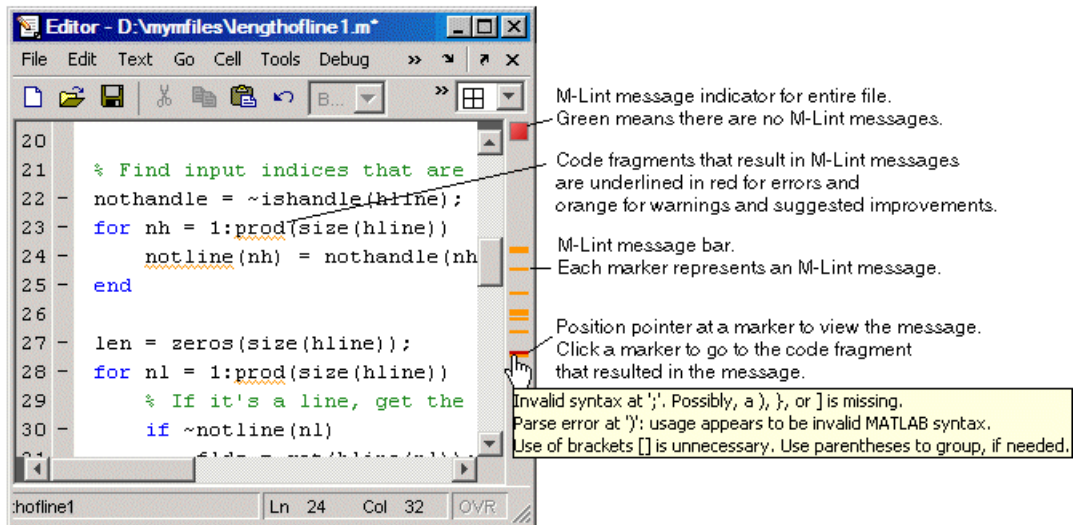 Editor - D:\mymfiles\lengthofline1.m*
File Edit Text Go Cell Tools Debug »
B... »
20
21 % Find input indices that are
22 - nothandle = ~ishandle(hline);
23 - for nh = 1:prod(size(hline))
24 - notline(nh) = nothandle(nh
25 - end
26
27 - len = zeros(size(hline));
28 - for nl = 1:prod(size(hline))
29 % If it's a line, get the
30 - if ~notline(nl)
:hofline1 Ln 24 Col 32 OVR
M-Lint message indicator for entire file.
Green means there are no M-Lint messages.
Code fragments that result in M-Lint messages
are underlined in red for errors and
orange for warnings and suggested improvements.
M-Lint message bar.
Each marker represents an M-Lint message.
Position pointer at a marker to view the message.
Click a marker to go to the code fragment
that resulted in the message.
Invalid syntax at ';'. Possibly, a ), }, or ] is missing.
Parse error at ')': usage appears to be invalid MATLAB syntax.
Use of brackets [] is unnecessary. Use parentheses to group, if needed.